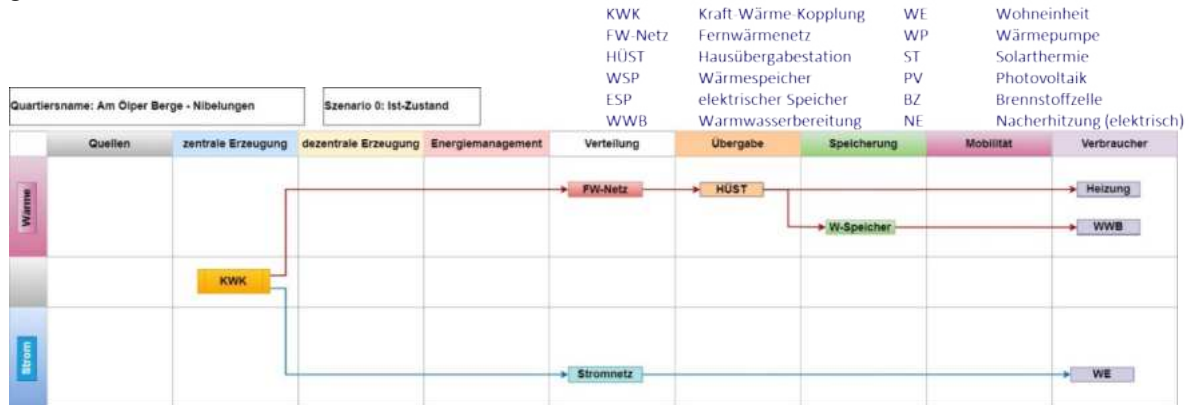 KWK Kraft-Wärme-Kopplung WE Wohneinheit
FW-Netz Fernwärmenetz WP Wärmepumpe
HÜST Hausübergabestation ST Solarthermie
WSP Wärmespeicher PV Photovoltaik
ESP elektrischer Speicher BZ Brennstoffzelle
WWB Warmwasserbereitung NE Nacherhitzung (elektrisch)
Quartiersname: Am Ölper Berge - Nibelungen Szenario 0: Ist-Zustand
Quellen zentrale Erzeugung dezentrale Erzeugung Energiemanagement Verteilung Übergabe Speicherung Mobilität Verbraucher
Wärme
FW-Netz HÜST Heizung
W-Speicher WWB
KWK
Strom
Stromnetz WE